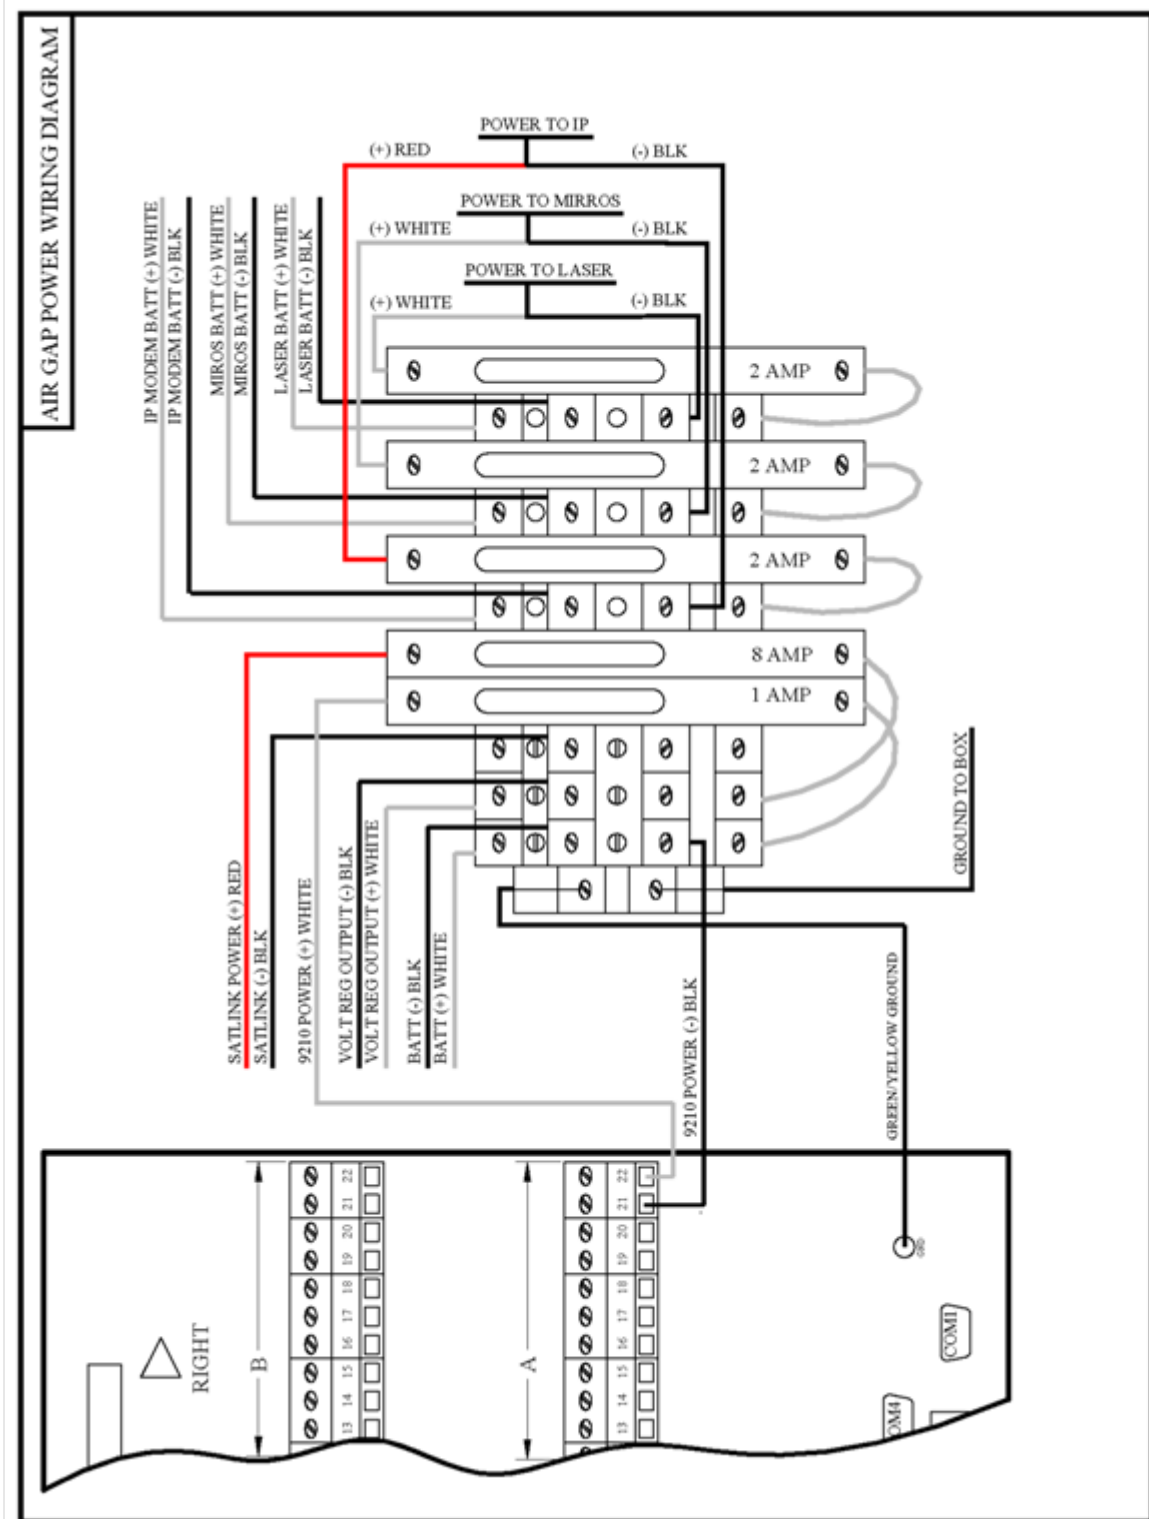 AIR GAP POWER WIRING DIAGRAM
POWER TO IP
(+) RED
(-) BLK
POWER TO MIRROS
(+) WHITE
(-) BLK
POWER TO LASER
(+) WHITE
(-) BLK
IP MODEM BATT (+) WHITE
IP MODEM BATT (-) BLK
MIROS BATT (+) WHITE
MIROS BATT (-) BLK
LASER BATT (+) WHITE
LASER BATT (-) BLK
2 AMP
2 AMP
2 AMP
8 AMP
1 AMP
SATLINK POWER (+) RED
SATLINK (-) BLK
9210 POWER (+) WHITE
VOLT REG OUTPUT (-) BLK
VOLT REG OUTPUT (+) WHITE
BATT (-) BLK
BATT (+) WHITE
9210 POWER (-) BLK
GREEN/YELLOW GROUND
GROUND TO BOX
RIGHT
B
22
21
20
19
18
17
16
15
14
13
A
22
21
20
19
18
17
16
15
14
13
GND
COM1
OM4